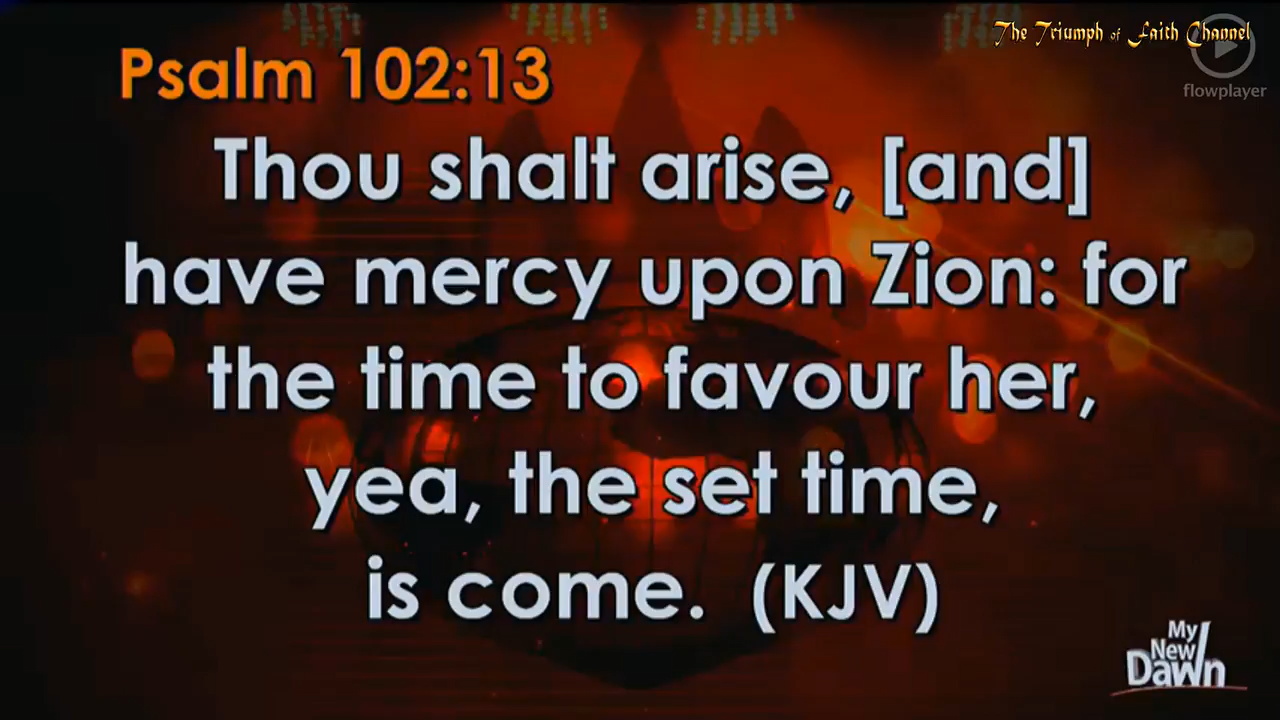 The Triumph of Faith Channel
flowplayer
Psalm 102:13
Thou shalt arise, [and]
have mercy upon Zion: for
the time to favour her,
yea, the set time,
is come. (KJV)
My
New
Dawn